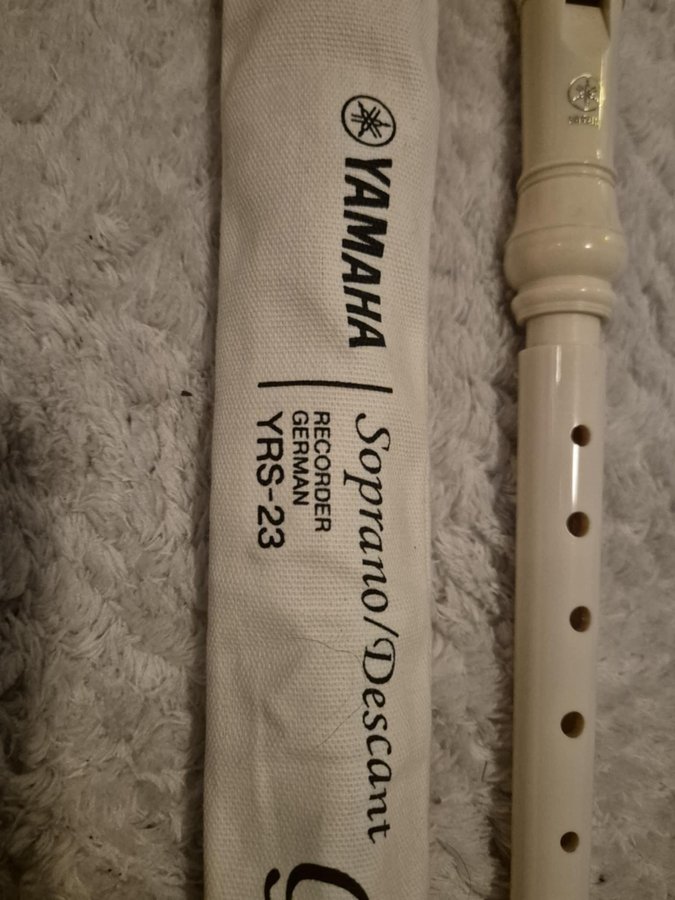 YAMAHA
Soprano/Descant
RECORDER
GERMAN
YRS-23